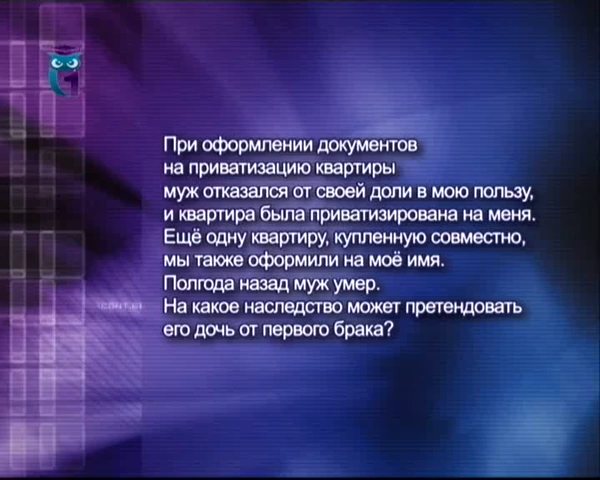 При оформлении документов
на приватизацию квартиры
муж отказался от своей доли в мою пользу,
и квартира была приватизирована на меня.
Ещё одну квартиру, купленную совместно,
мы также оформили на моё имя.
Полгода назад муж умер.
На какое наследство может претендовать
его дочь от первого брака?
1